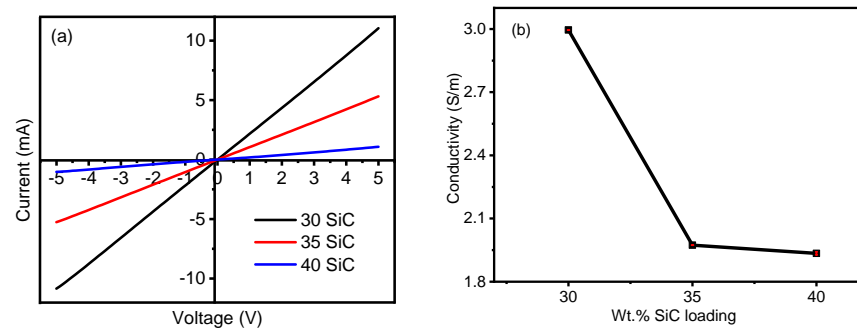 (a)
10
5
0
-5
-10
-5 -4 -3 -2 -1 0 1 2 3 4 5
Current (mA)
Voltage (V)
30 SiC
35 SiC
40 SiC
(b)
3.0
2.7
2.4
2.1
1.8
30 35 40
Conductivity (S/m)
Wt.% SiC loading